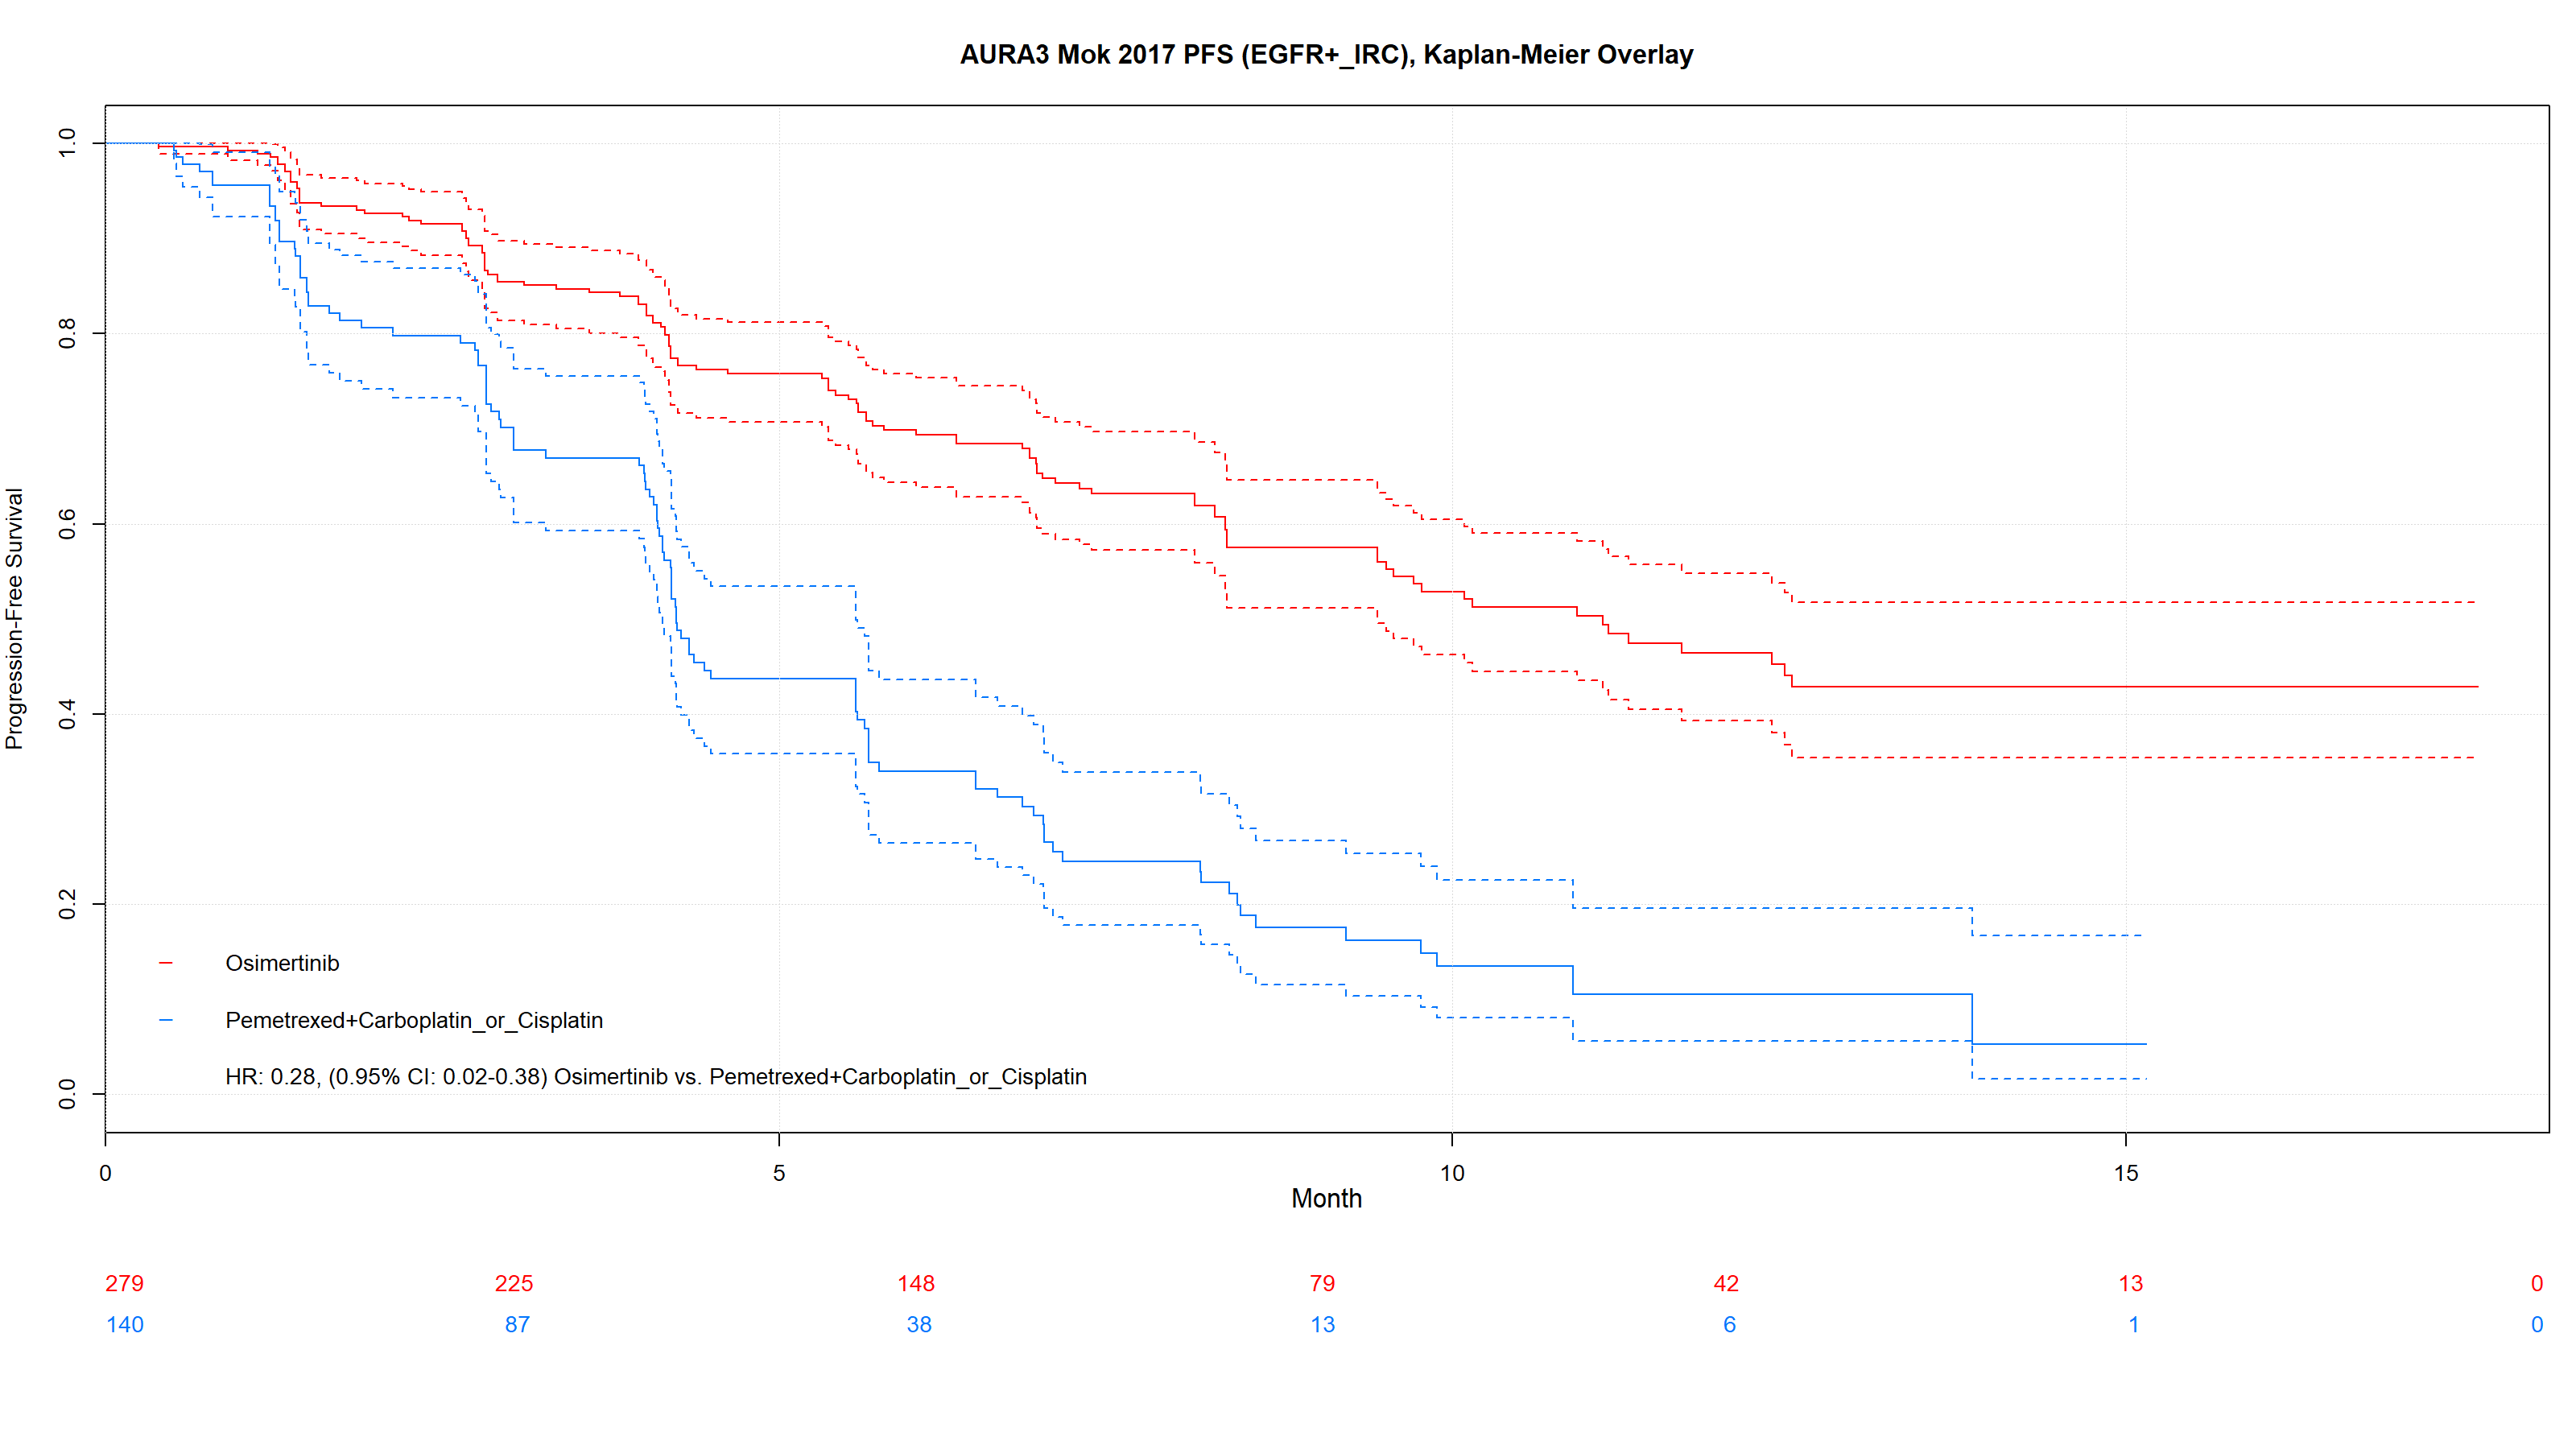 AURA3 Mok 2017 PFS (EGFR+_IRC), Kaplan-Meier Overlay
Progression-Free Survival
1.0
0.8
0.6
0.4
0.2
0.0
Osimertinib
Pemetrexed+Carboplatin_or_Cisplatin
HR: 0.28, (0.95% CI: 0.02-0.38) Osimertinib vs. Pemetrexed+Carboplatin_or_Cisplatin
0 5 10 15
Month
279 225 148 79 42 13 0
140 87 38 13 6 1 0